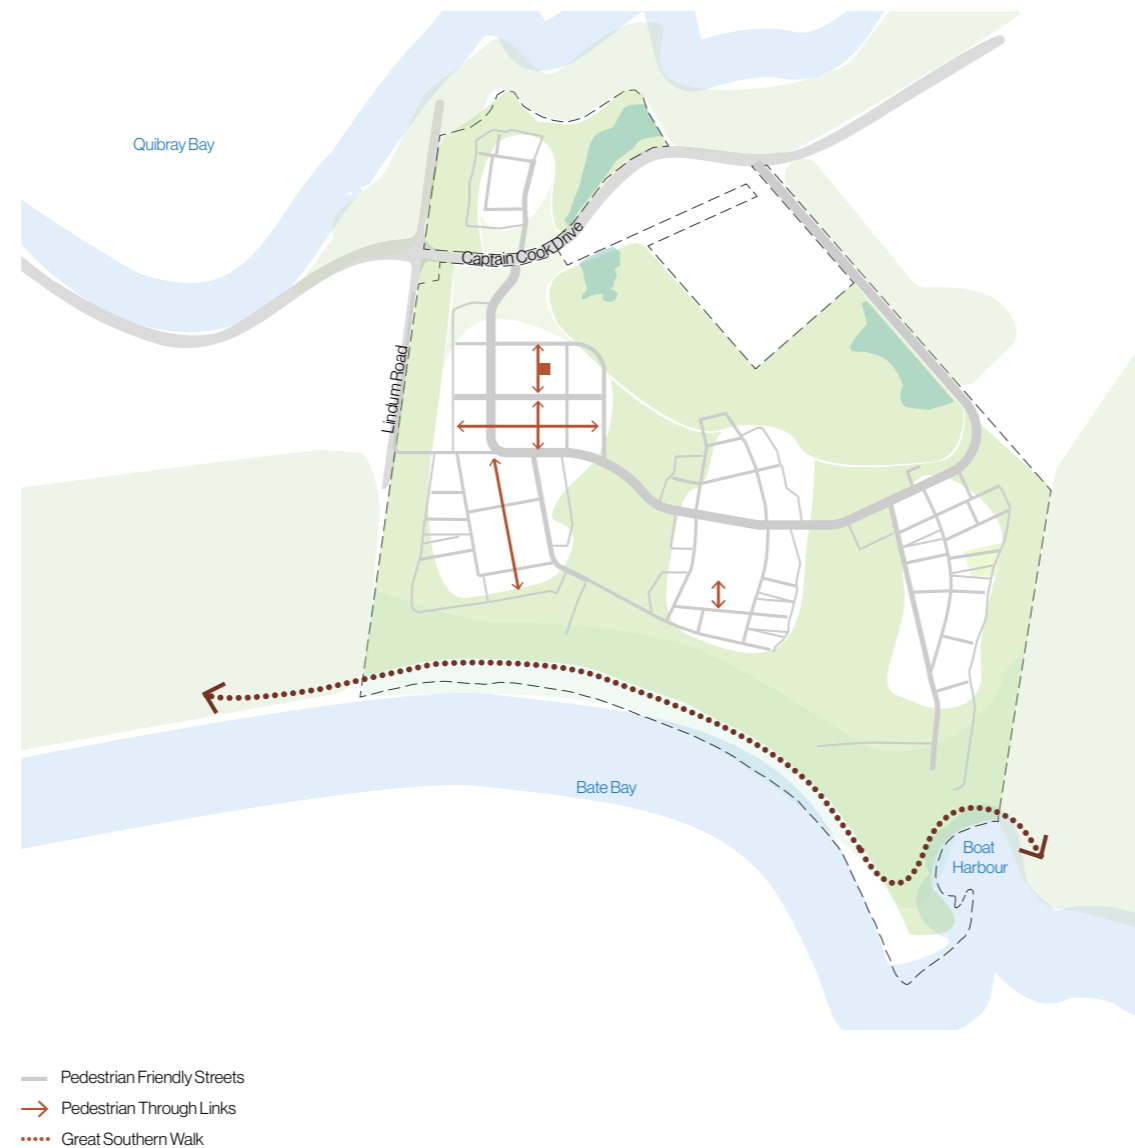 Quibray Bay
Captain Cook Drive
Lindum Road
Bate Bay
Boat
Harbour
Pedestrian Friendly Streets
Pedestrian Through Links
Great Southern Walk